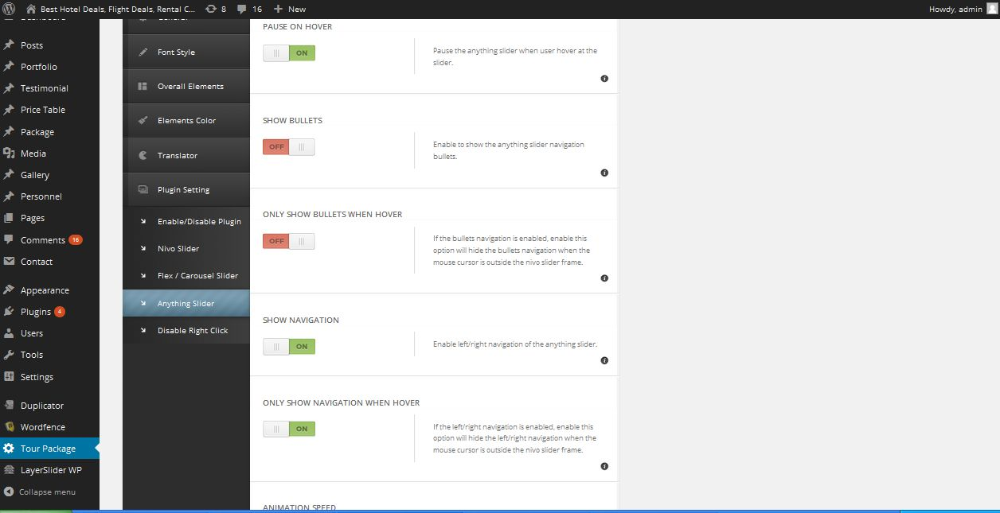 Best Hotel Deals, Flight Deals, Rental C...
8
16
New
Howdy, admin
Posts
Portfolio
Testimonial
Price Table
Package
Media
Gallery
Personnel
Pages
Comments 16
Contact
Appearance
Plugins 4
Users
Tools
Settings
Duplicator
Wordfence
Tour Package
LayerSlider WP
Collapse menu
Font Style
Overall Elements
Elements Color
Translator
Plugin Setting
Enable/Disable Plugin
Nivo Slider
Flex / Carousel Slider
Anything Slider
Disable Right Click
PAUSE ON HOVER
ON
Pause the anything slider when user hover at the
slider.
SHOW BULLETS
OFF
Enable to show the anything slider navigation
bullets.
ONLY SHOW BULLETS WHEN HOVER
OFF
If the bullets navigation is enabled, enable this
option will hide the bullets navigation when the
mouse cursor is outside the nivo slider frame.
SHOW NAVIGATION
ON
Enable left/right navigation of the anything slider.
ONLY SHOW NAVIGATION WHEN HOVER
ON
If the left/right navigation is enabled, enable this
option will hide the left/right navigation when the
mouse cursor is outside the nivo slider frame.
ANIMATION SPEED